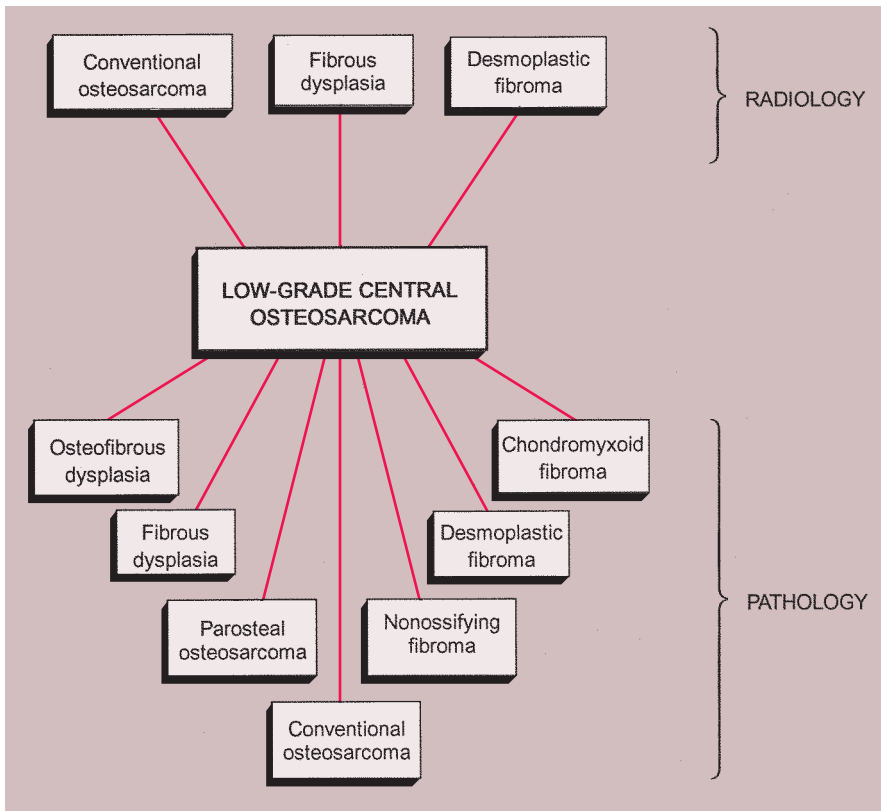 Conventional
osteosarcoma
Fibrous
dysplasia
Desmoplastic
fibroma
RADIOLOGY
LOW-GRADE CENTRAL
OSTEOSARCOMA
Osteofibrous
dysplasia
Chondromyxoid
fibroma
Fibrous
dysplasia
Desmoplastic
fibroma
Parosteal
osteosarcoma
Nonossifying
fibroma
PATHOLOGY
Conventional
osteosarcoma